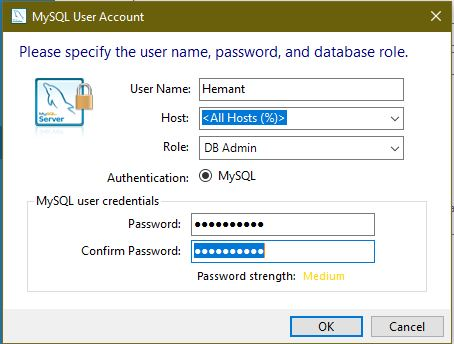 MySQL User Account
Please specify the user name, password, and database role.
User Name: Hemant
Host: <All Hosts (%)>
Role: DB Admin
Authentication: MySQL
MySQL
Server
MySQL user credentials
Password: ●●●●●●●●●●
Confirm Password: ●●●●●●●●●●
Password strength: Medium
OK Cancel